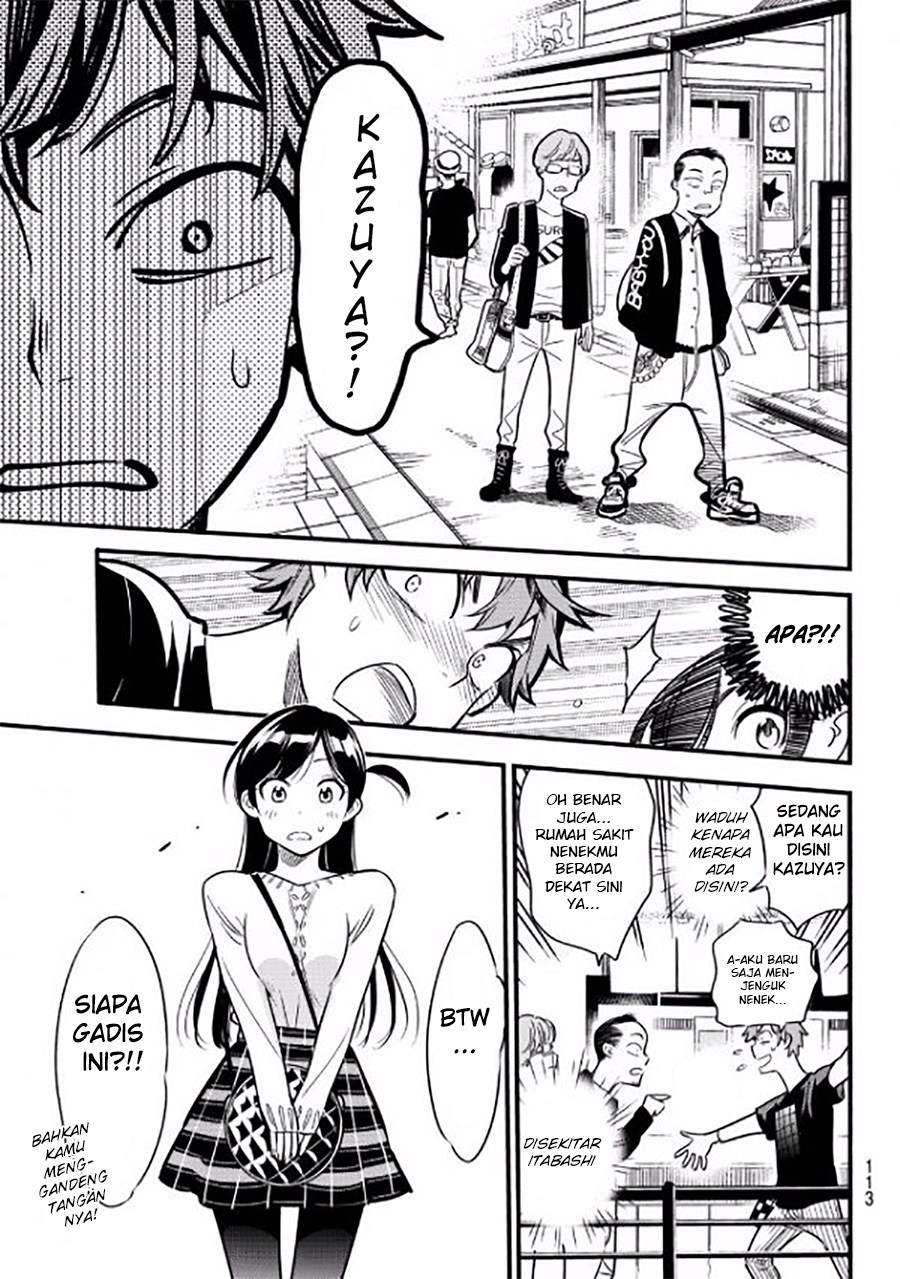 KAZUYA?!
SURU
BABYYOU
APA?!!
SEDANG
APA KAU
DISINI
KAZUYA?
WADUH
KENAPA
MEREKA
ADA
DISINI?
OH BENAR
JUGA...
RUMAH SAKIT
NENEKMU
BERADA
DEKAT SINI
YA...
A-AKU BARU
SAJA MEN-
JENGUK
NENEK...
DISEKITAR
ITABASHI
BTW
...
SIAPA
GADIS
INI?!!
BAHKAN
KAMU
MENG-
GANDENG
TANGAN
NYA!
113